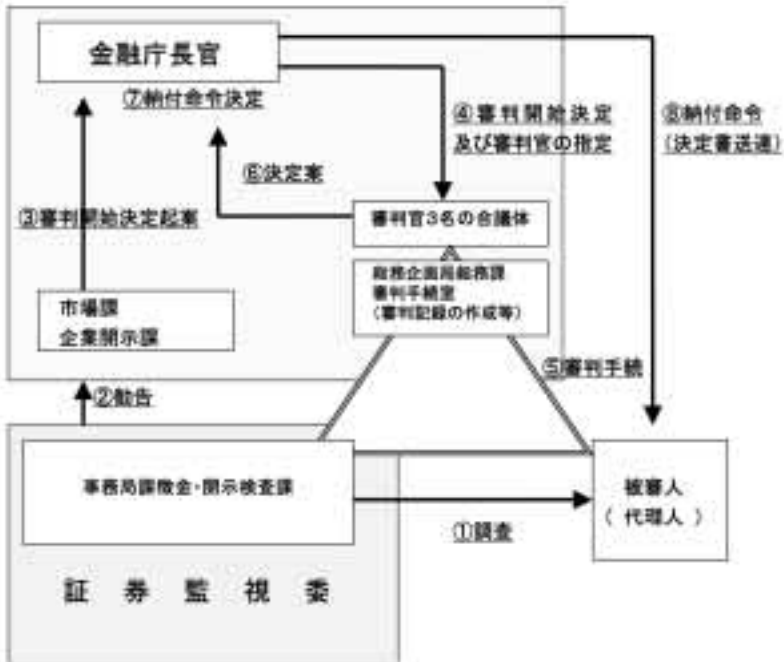 金融庁長官
⑦納付命令決定
④審判開始決定
及び審判官の指定
⑧納付命令
(決定書送達)
⑥決定案
③審判開始決定起案
審判官3名の合議体
総務企画局総務課
審判手続室
(審判記録の作成等)
市場課
企業開示課
⑤審判手続
②勧告
事務局課徴金・開示検査課
被審人
( 代理人 )
①調査
証 券 監 視 委